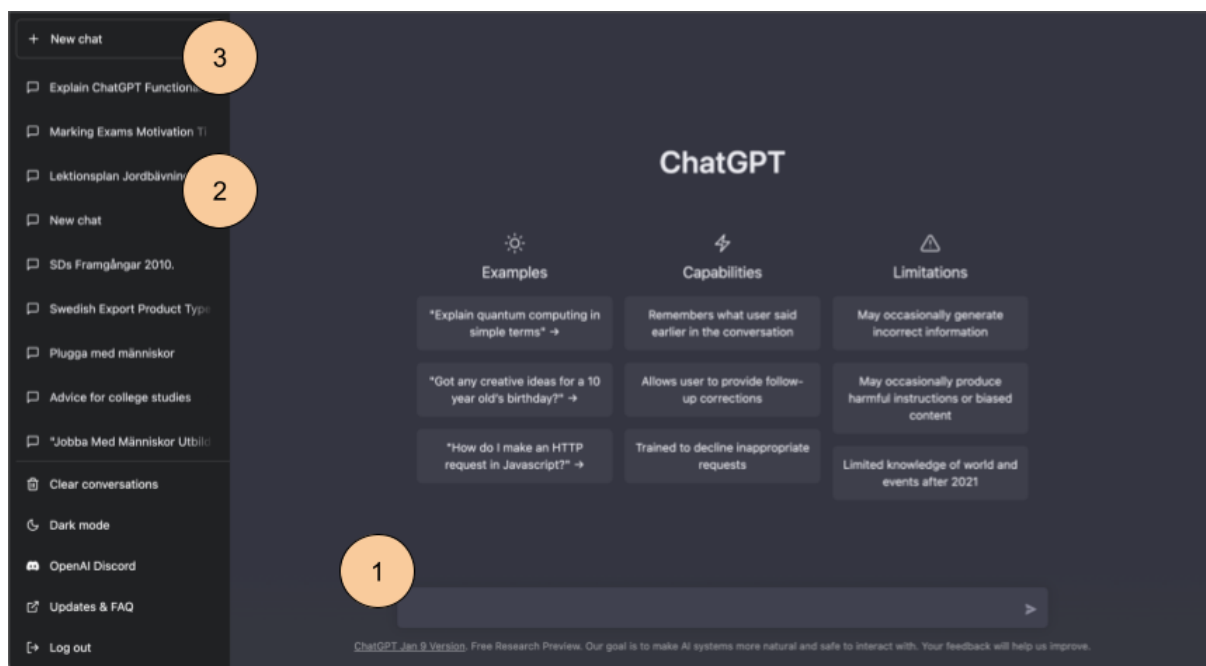 + New chat
3
Explain ChatGPT Function
Marking Exams Motivation Ti
Lektionsplan Jordbävning
2
New chat
SDs Framgångar 2010.
Swedish Export Product Type
Plugga med människor
Advice for college studies
"Jobba Med Människor Utbild
Clear conversations
Dark mode
OpenAI Discord
Updates & FAQ
Log out
ChatGPT
Examples
"Explain quantum computing in
simple terms" →
"Got any creative ideas for a 10
year old's birthday?" →
"How do I make an HTTP
request in Javascript?" →
Capabilities
Remembers what user said
earlier in the conversation
Allows user to provide follow-
up corrections
Trained to decline inappropriate
requests
Limitations
May occasionally generate
incorrect information
May occasionally produce
harmful instructions or biased
content
Limited knowledge of world and
events after 2021
1
ChatGPT Jan 9 Version. Free Research Preview. Our goal is to make AI systems more natural and safe to interact with. Your feedback will help us improve.